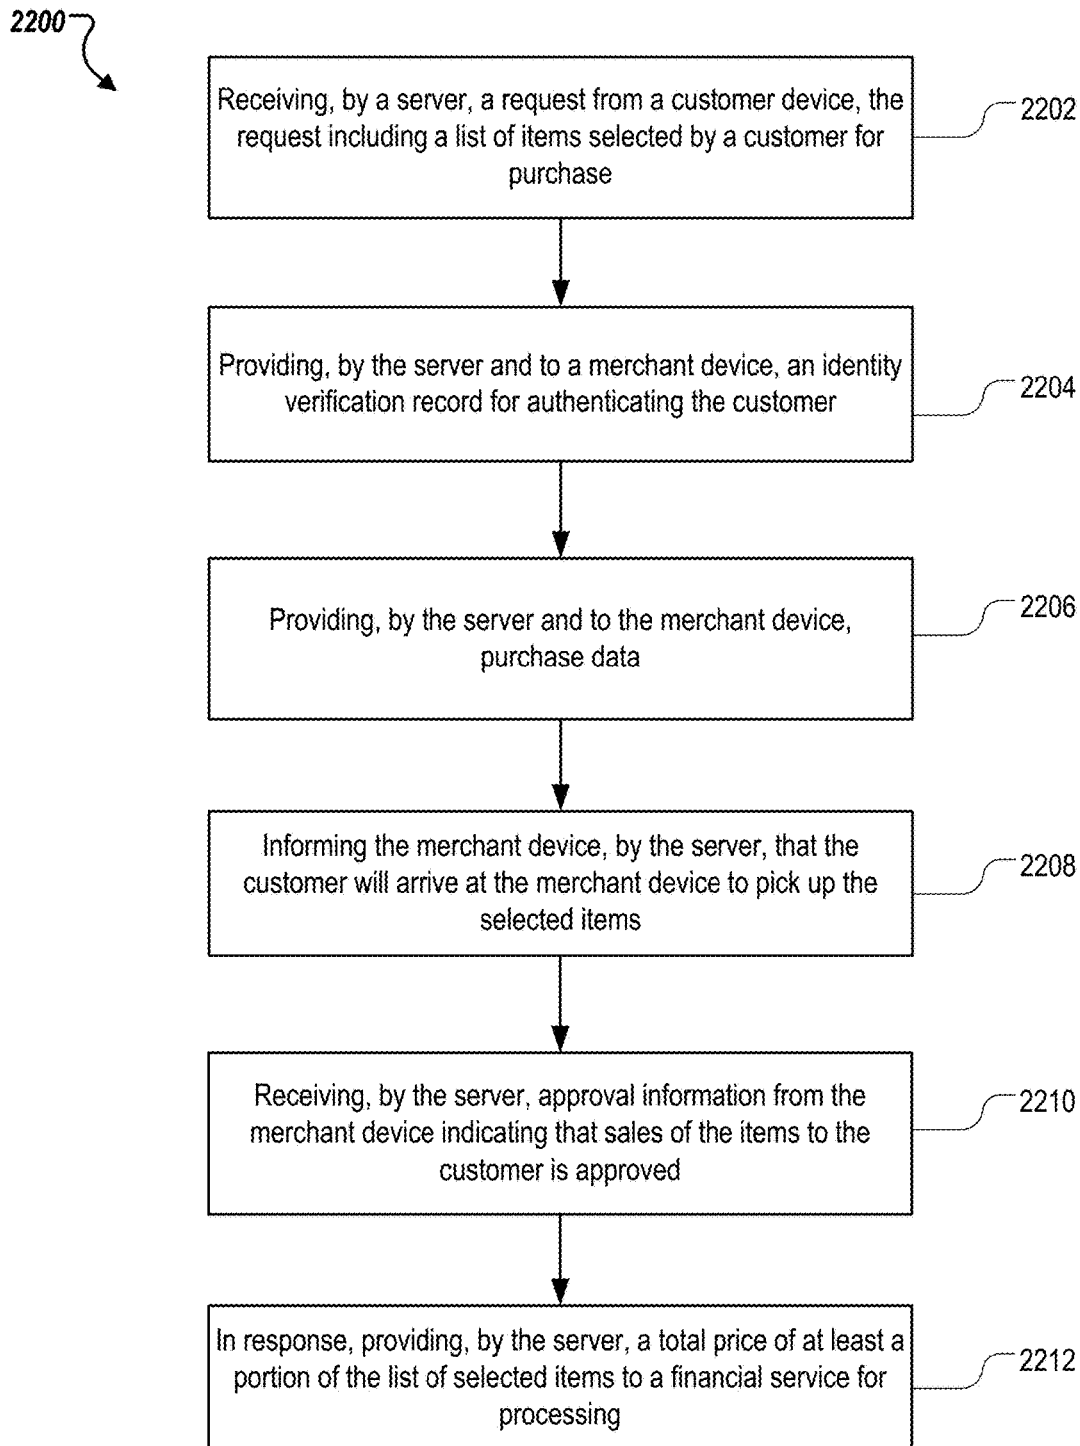 2200
Receiving, by a server, a request from a customer device, the
request including a list of items selected by a customer for
purchase
2202
Providing, by the server and to a merchant device, an identity
verification record for authenticating the customer
2204
Providing, by the server and to the merchant device,
purchase data
2206
Informing the merchant device, by the server, that the
customer will arrive at the merchant device to pick up the
selected items
2208
Receiving, by the server, approval information from the
merchant device indicating that sales of the items to the
customer is approved
2210
In response, providing, by the server, a total price of at least a
portion of the list of selected items to a financial service for
processing
2212